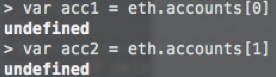 > var acc1 = eth.accounts[0]
undefined
> var acc2 = eth.accounts[1]
undefined